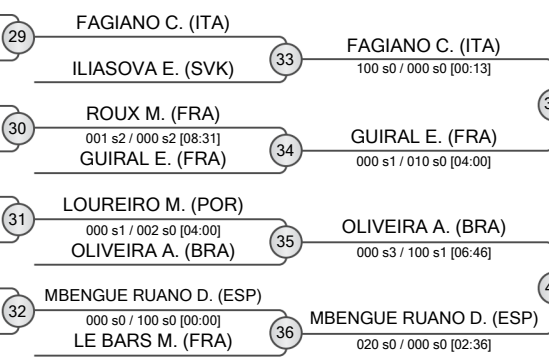 29
FAGIANO C. (ITA)
ILIASOVA E. (SVK)
33
FAGIANO C. (ITA)
100 s0 / 000 s0 [00:13]
30
ROUX M. (FRA)
001 s2 / 000 s2 [08:31]
GUIRAL E. (FRA)
34
GUIRAL E. (FRA)
000 s1 / 010 s0 [04:00]
31
LOUREIRO M. (POR)
000 s1 / 002 s0 [04:00]
OLIVEIRA A. (BRA)
35
OLIVEIRA A. (BRA)
000 s3 / 100 s1 [06:46]
32
MBENGUE RUANO D. (ESP)
000 s0 / 100 s0 [00:00]
LE BARS M. (FRA)
36
MBENGUE RUANO D. (ESP)
020 s0 / 000 s0 [02:36]